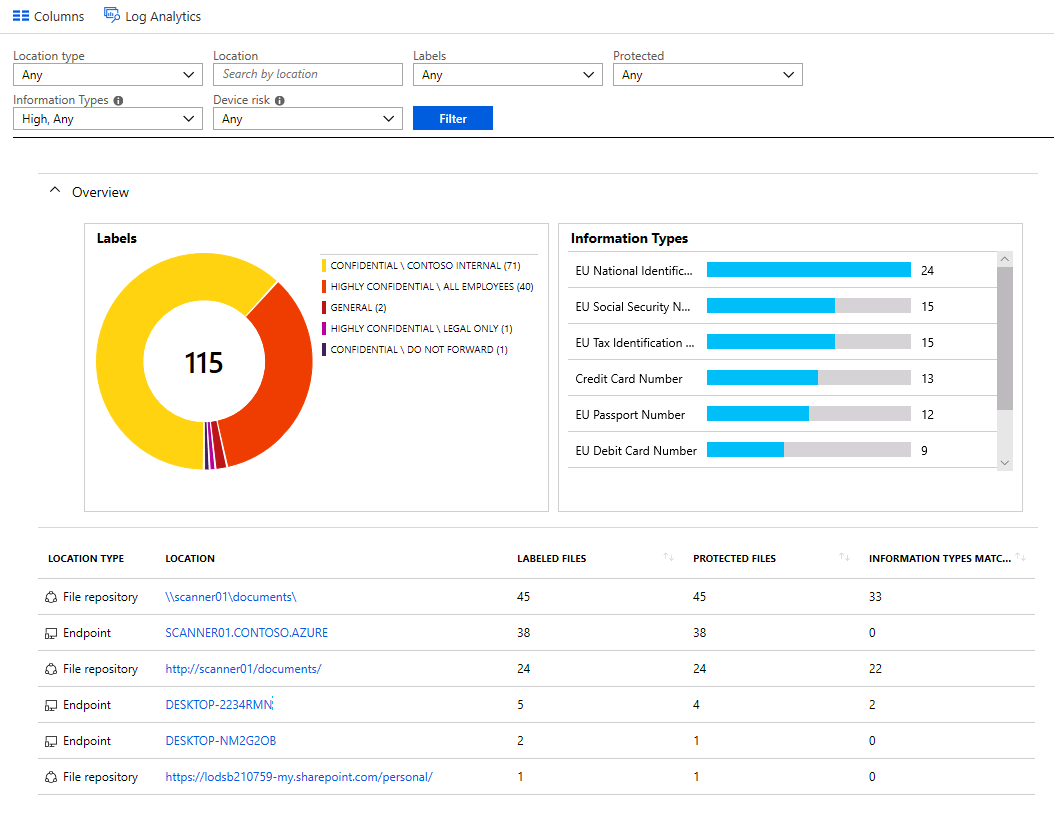 Columns Log Analytics
Location type Location Labels Protected
Any Search by location Any Any
Information Types Device risk
High, Any Any Filter
Overview
Labels
115
CONFIDENTIAL \ CONTOSO INTERNAL (71)
HIGHLY CONFIDENTIAL \ ALL EMPLOYEES (40)
GENERAL (2)
HIGHLY CONFIDENTIAL \ LEGAL ONLY (1)
CONFIDENTIAL \ DO NOT FORWARD (1)
Information Types
EU National Identific... 24
EU Social Security N... 15
EU Tax Identification ... 15
Credit Card Number 13
EU Passport Number 12
EU Debit Card Number 9
LOCATION TYPE LOCATION LABELED FILES PROTECTED FILES INFORMATION TYPES MATC...
File repository \\scanner01\documents\ 45 45 33
Endpoint SCANNER01.CONTOSO.AZURE 38 38 0
File repository http://scanner01/documents/ 24 24 22
Endpoint DESKTOP-2234RMN 5 4 2
Endpoint DESKTOP-NM2G2OB 2 1 0
File repository https://lodsb210759-my.sharepoint.com/personal/ 1 1 0